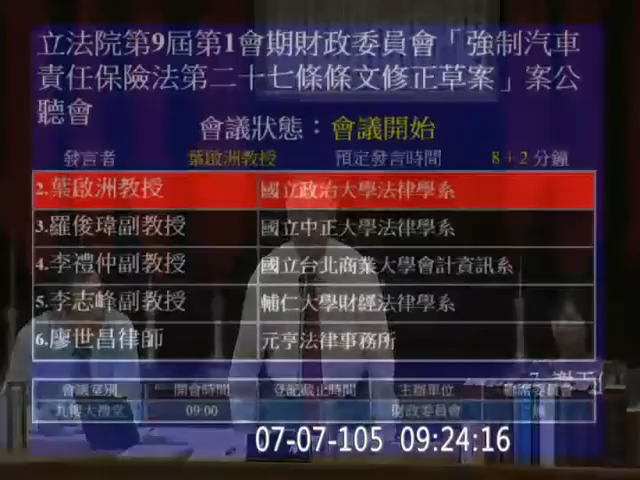 立法院第9屆第1會期財政委員會「強制汽車
責任保險法第二十七條條文修正草案」案公
聽會
會議狀態：會議開始
發言者 葉啟洲教授 預定發言時間 8+2 分鐘
2.葉啟洲教授 國立政治大學法律學系
3.羅俊瑋副教授 國立中正大學法律學系
4.李禮仲副教授 國立台北商業大學會計資訊系
5.李志峰副教授 輔仁大學財經法律學系
6.廖世昌律師 元亨法律事務所
會議室別 開會時間 登記截止時間 主辦單位
九樓大禮堂 09:00 財政委員會
07-07-105 09:24:16